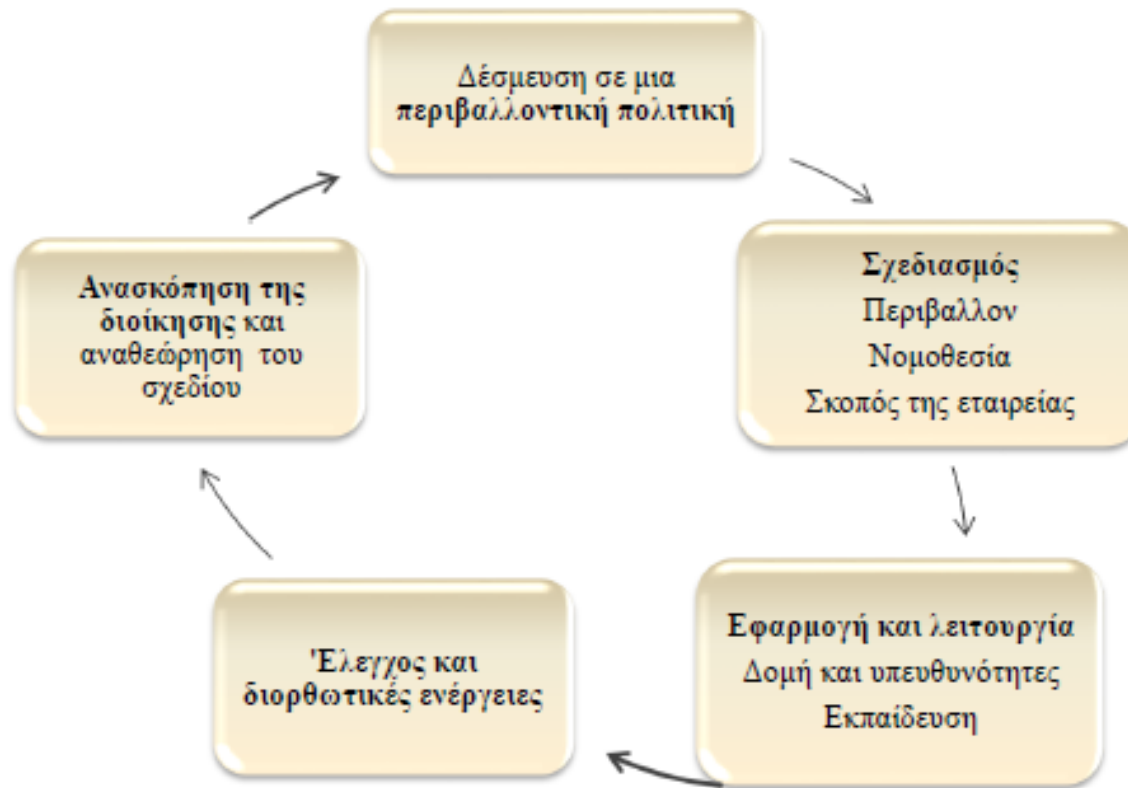 Δέσμευση σε μια
περιβαλλοντική πολιτική
Σχεδιασμός
Περιβαλλον
Νομοθεσία
Σκοπός της εταιρείας
Εφαρμογή και λειτουργία
Δομή και υπευθυνότητες
Εκπαίδευση
Έλεγχος και
διορθωτικές ενέργειες
Ανασκόπηση της
διοίκησης και
αναθεώρηση του
σχεδίου